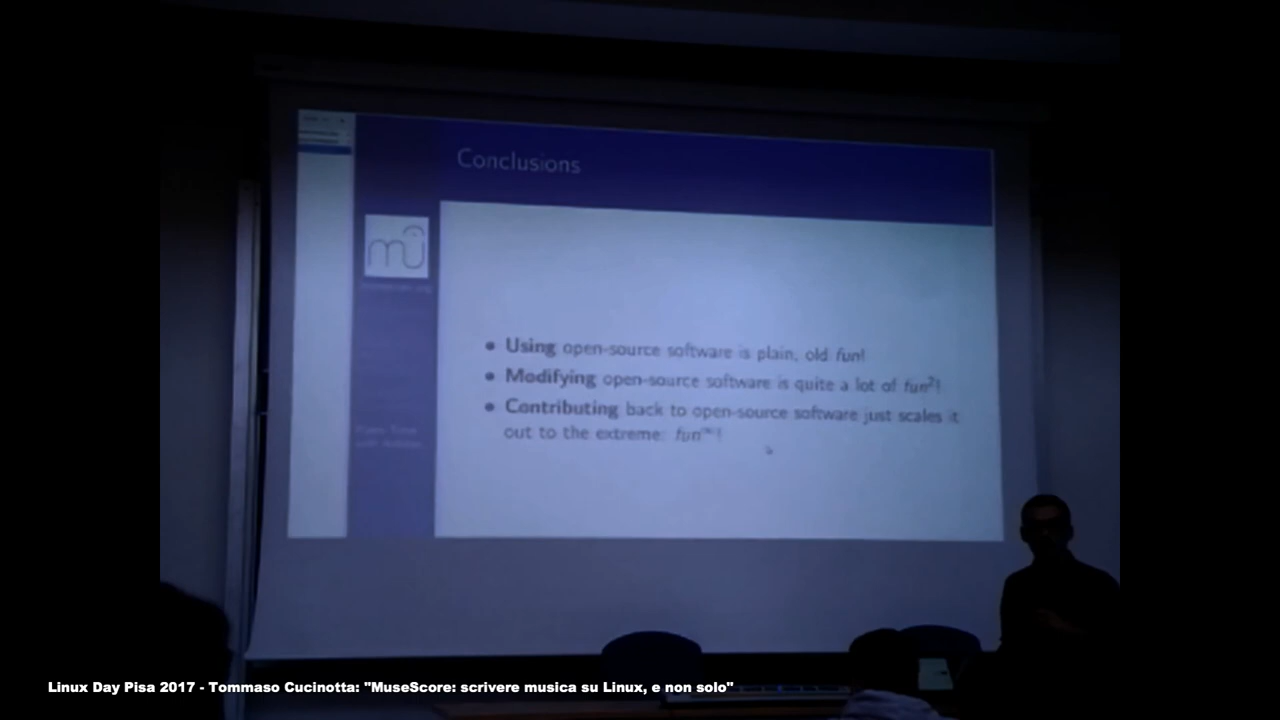 Conclusions
mu
• Using open-source software is plain, old fun!
• Modifying open-source software is quite a lot of fun²!
• Contributing back to open-source software just scales it
out to the extreme: fun∞!
Linux Day Pisa 2017 - Tommaso Cucinotta: "MuseScore: scrivere musica su Linux, e non solo"